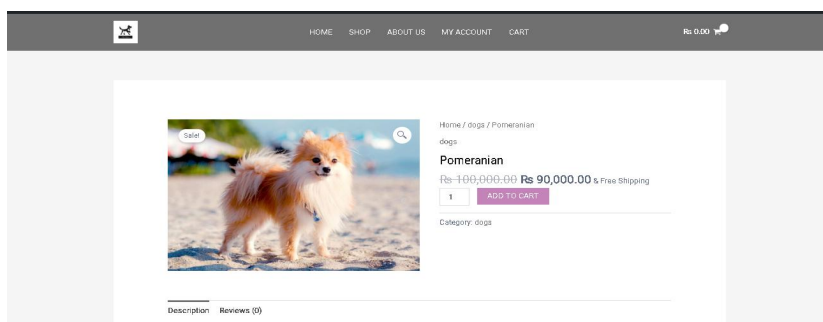 HOME SHOP ABOUT US MY ACCOUNT CART
₨ 0.00
Sale!
Home / dogs / Pomeranian
dogs
Pomeranian
₨ 100,000.00 ₨ 90,000.00 & Free Shipping
1 ADD TO CART
Category: dogs
Description Reviews (0)